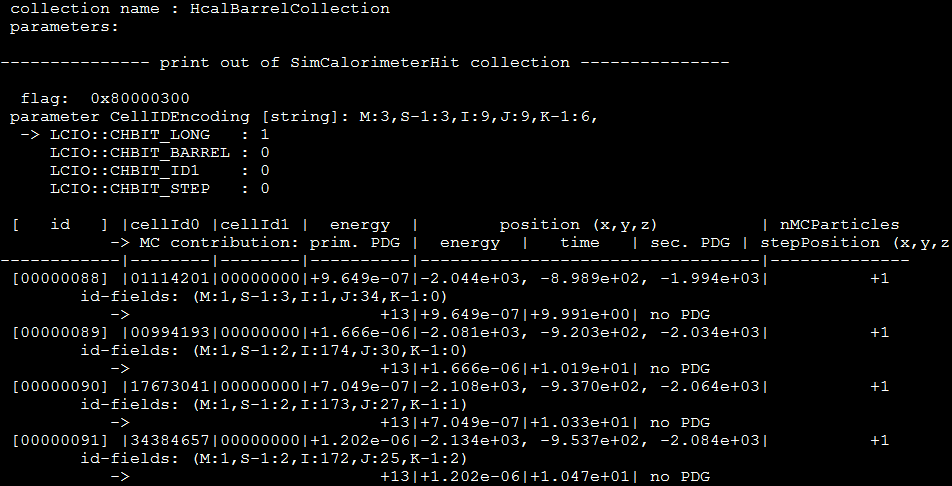 collection name : HcalBarrelCollection
parameters:
--------------- print out of SimCalorimeterHit collection ---------------
flag:  0x80000300
parameter CellIDEncoding [string]: M:3,S-1:3,I:9,J:9,K-1:6,
-> LCIO::CHBIT_LONG   : 1
LCIO::CHBIT_BARREL : 0
LCIO::CHBIT_ID1    : 0
LCIO::CHBIT_STEP   : 0
[   id   ] |cellId0 |cellId1 |  energy  |        position (x,y,z)          | nMCParticles
-> MC contribution: prim. PDG |  energy  |   time   | sec. PDG | stepPosition (x,y,z
-------------|--------|--------|----------|----------------------------------|--------------
[00000088] |01114201|00000000|+9.649e-07|-2.044e+03, -8.989e+02, -1.994e+03|          +1
id-fields: (M:1,S-1:3,I:1,J:34,K-1:0)
->                         +13|+9.649e-07|+9.991e+00| no PDG
[00000089] |00994193|00000000|+1.666e-06|-2.081e+03, -9.203e+02, -2.034e+03|          +1
id-fields: (M:1,S-1:2,I:174,J:30,K-1:0)
->                         +13|+1.666e-06|+1.019e+01| no PDG
[00000090] |17673041|00000000|+7.049e-07|-2.108e+03, -9.370e+02, -2.064e+03|          +1
id-fields: (M:1,S-1:2,I:173,J:27,K-1:1)
->                         +13|+7.049e-07|+1.033e+01| no PDG
[00000091] |34384657|00000000|+1.202e-06|-2.134e+03, -9.537e+02, -2.084e+03|          +1
id-fields: (M:1,S-1:2,I:172,J:25,K-1:2)
->                         +13|+1.202e-06|+1.047e+01| no PDG